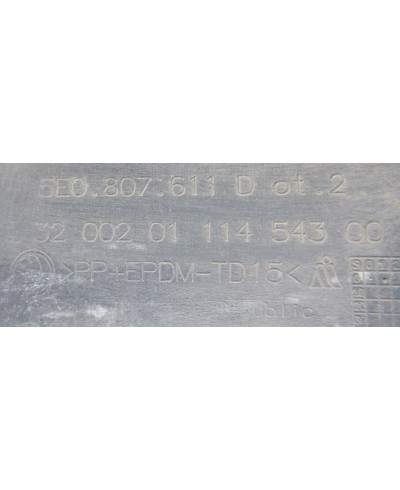 5E0.807.611 D ot.2
32 002 01 114 543 00
>PP+EPDM-TD15<